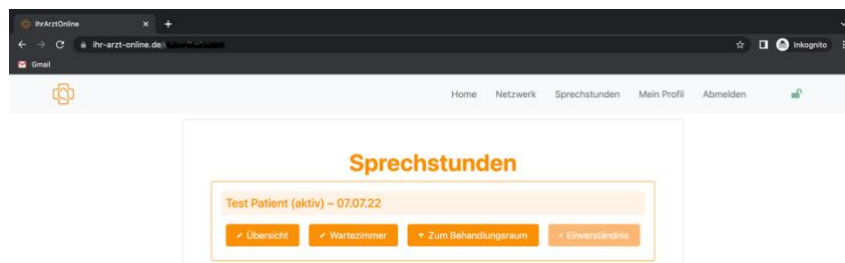 IhrArztOnline
ihr-arzt-online.de/
Inkognito
Gmail
Home Netzwerk Sprechstunden Mein Profil Abmelden
Sprechstunden
Test Patient (aktiv) – 07.07.22
Übersicht Wartezimmer Zum Behandlungsraum Einverständnis